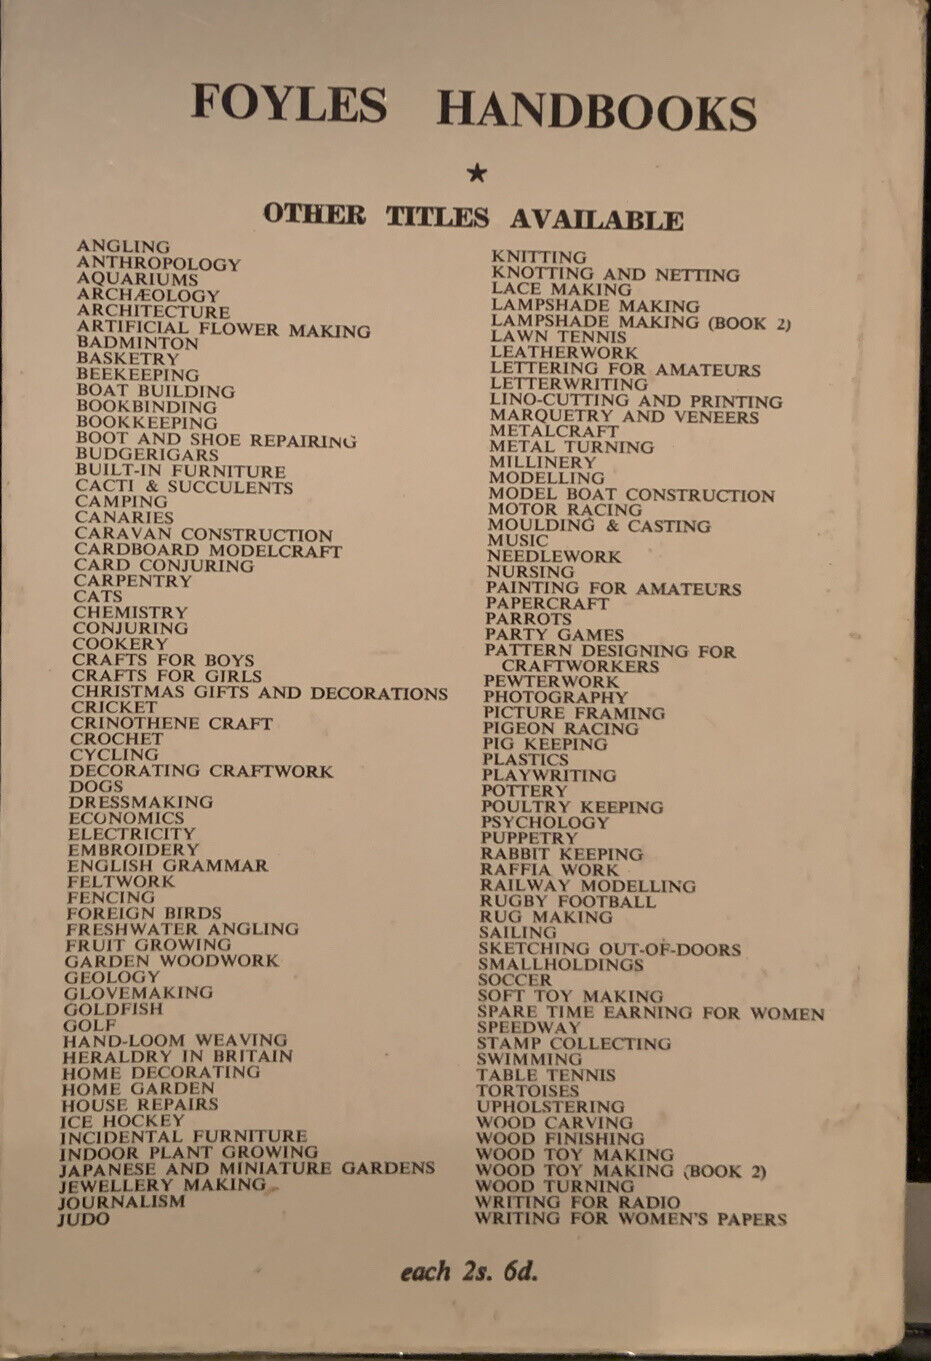 FOYLES HANDBOOKS
★
OTHER TITLES AVAILABLE
ANGLING
ANTHROPOLOGY
AQUARIUMS
ARCHÆOLOGY
ARCHITECTURE
ARTIFICIAL FLOWER MAKING
BADMINTON
BASKETRY
BEEKEEPING
BOAT BUILDING
BOOKBINDING
BOOKKEEPING
BOOT AND SHOE REPAIRING
BUDGERIGARS
BUILT-IN FURNITURE
CACTI & SUCCULENTS
CAMPING
CANARIES
CARAVAN CONSTRUCTION
CARDBOARD MODELCRAFT
CARD CONJURING
CARPENTRY
CATS
CHEMISTRY
CONJURING
COOKERY
CRAFTS FOR BOYS
CRAFTS FOR GIRLS
CHRISTMAS GIFTS AND DECORATIONS
CRICKET
CRINOTHENE CRAFT
CROCHET
CYCLING
DECORATING CRAFTWORK
DOGS
DRESSMAKING
ECONOMICS
ELECTRICITY
EMBROIDERY
ENGLISH GRAMMAR
FELTWORK
FENCING
FOREIGN BIRDS
FRESHWATER ANGLING
FRUIT GROWING
GARDEN WOODWORK
GEOLOGY
GLOVEMAKING
GOLDFISH
GOLF
HAND-LOOM WEAVING
HERALDRY IN BRITAIN
HOME DECORATING
HOME GARDEN
HOUSE REPAIRS
ICE HOCKEY
INCIDENTAL FURNITURE
INDOOR PLANT GROWING
JAPANESE AND MINIATURE GARDENS
JEWELLERY MAKING
JOURNALISM
JUDO
KNITTING
KNOTTING AND NETTING
LACE MAKING
LAMPSHADE MAKING
LAMPSHADE MAKING (BOOK 2)
LAWN TENNIS
LEATHERWORK
LETTERING FOR AMATEURS
LETTERWRITING
LINO-CUTTING AND PRINTING
MARQUETRY AND VENEERS
METALCRAFT
METAL TURNING
MILLINERY
MODELLING
MODEL BOAT CONSTRUCTION
MOTOR RACING
MOULDING & CASTING
MUSIC
NEEDLEWORK
NURSING
PAINTING FOR AMATEURS
PAPERCRAFT
PARROTS
PARTY GAMES
PATTERN DESIGNING FOR
CRAFTWORKERS
PEWTERWORK
PHOTOGRAPHY
PICTURE FRAMING
PIGEON RACING
PIG KEEPING
PLASTICS
PLAYWRITING
POTTERY
POULTRY KEEPING
PSYCHOLOGY
PUPPETRY
RABBIT KEEPING
RAFFIA WORK
RAILWAY MODELLING
RUGBY FOOTBALL
RUG MAKING
SAILING
SKETCHING OUT-OF-DOORS
SMALLHOLDINGS
SOCCER
SOFT TOY MAKING
SPARE TIME EARNING FOR WOMEN
SPEEDWAY
STAMP COLLECTING
SWIMMING
TABLE TENNIS
TORTOISES
UPHOLSTERING
WOOD CARVING
WOOD FINISHING
WOOD TOY MAKING
WOOD TOY MAKING (BOOK 2)
WOOD TURNING
WRITING FOR RADIO
WRITING FOR WOMEN'S PAPERS
each 2s. 6d.